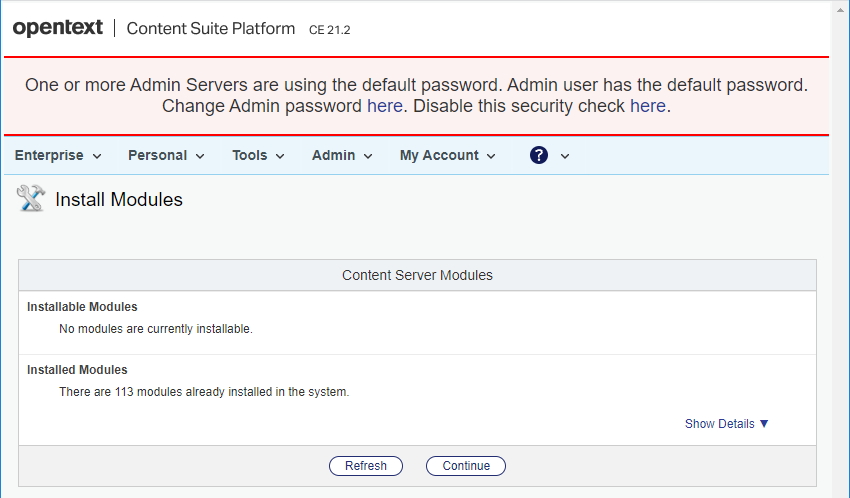 opentext | Content Suite Platform CE 21.2
One or more Admin Servers are using the default password. Admin user has the default password.
Change Admin password here. Disable this security check here.
Enterprise Personal Tools Admin My Account ?
Install Modules
Content Server Modules
Installable Modules
No modules are currently installable.
Installed Modules
There are 113 modules already installed in the system.
Show Details ▼
Refresh Continue